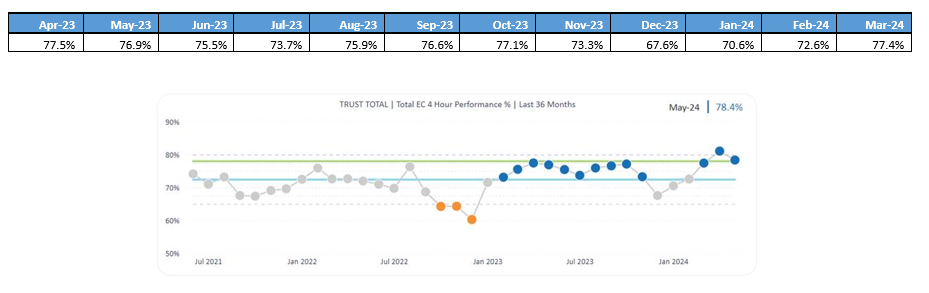 Apr-23 May-23 Jun-23 Jul-23 Aug-23 Sep-23 Oct-23 Nov-23 Dec-23 Jan-24 Feb-24 Mar-24
77.5% 76.9% 75.5% 73.7% 75.9% 76.6% 77.1% 73.3% 67.6% 70.6% 72.6% 77.4%
TRUST TOTAL | Total EC 4 Hour Performance % | Last 36 Months
May-24 | 78.4%
90%
80%
70%
60%
50%
Jul 2021 Jan 2022 Jul 2022 Jan 2023 Jul 2023 Jan 2024